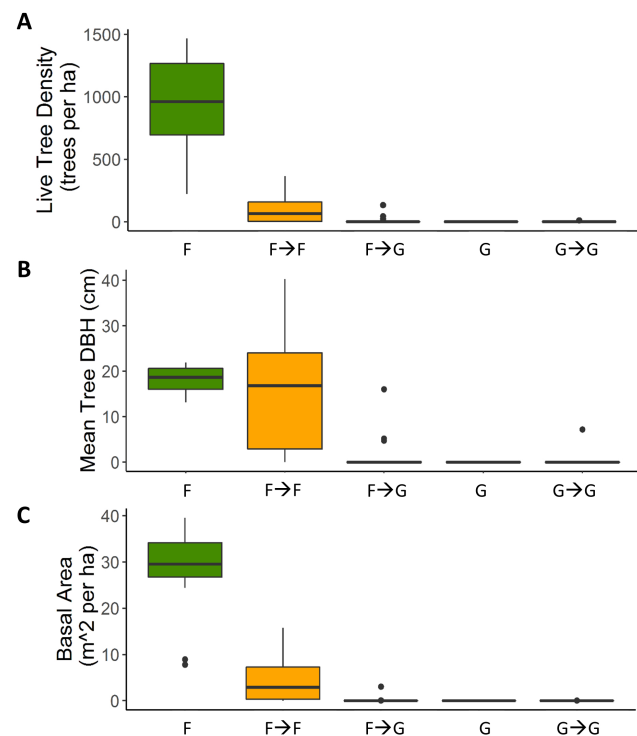 A
Live Tree Density
(trees per ha)
1500
1000
500
0
F F→F F→G G G→G
B
Mean Tree DBH (cm)
40
30
20
10
0
F F→F F→G G G→G
C
Basal Area
(m^2 per ha)
40
30
20
10
0
F F→F F→G G G→G